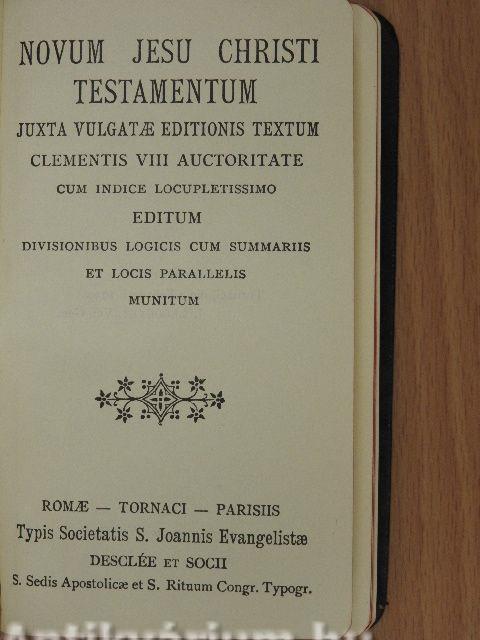 NOVUM JESU CHRISTI
TESTAMENTUM
JUXTA VULGATÆ EDITIONIS TEXTUM
CLEMENTIS VIII AUCTORITATE
CUM INDICE LOCUPLETISSIMO
EDITUM
DIVISIONIBUS LOGICIS CUM SUMMARIIS
ET LOCIS PARALLELIS
MUNITUM
ROMÆ — TORNACI — PARISIIS
Typis Societatis S. Joannis Evangelistæ
DESCLÉE ET SOCII
S. Sedis Apostolicæ et S. Rituum Congr. Typogr.
Antikvárium.hu